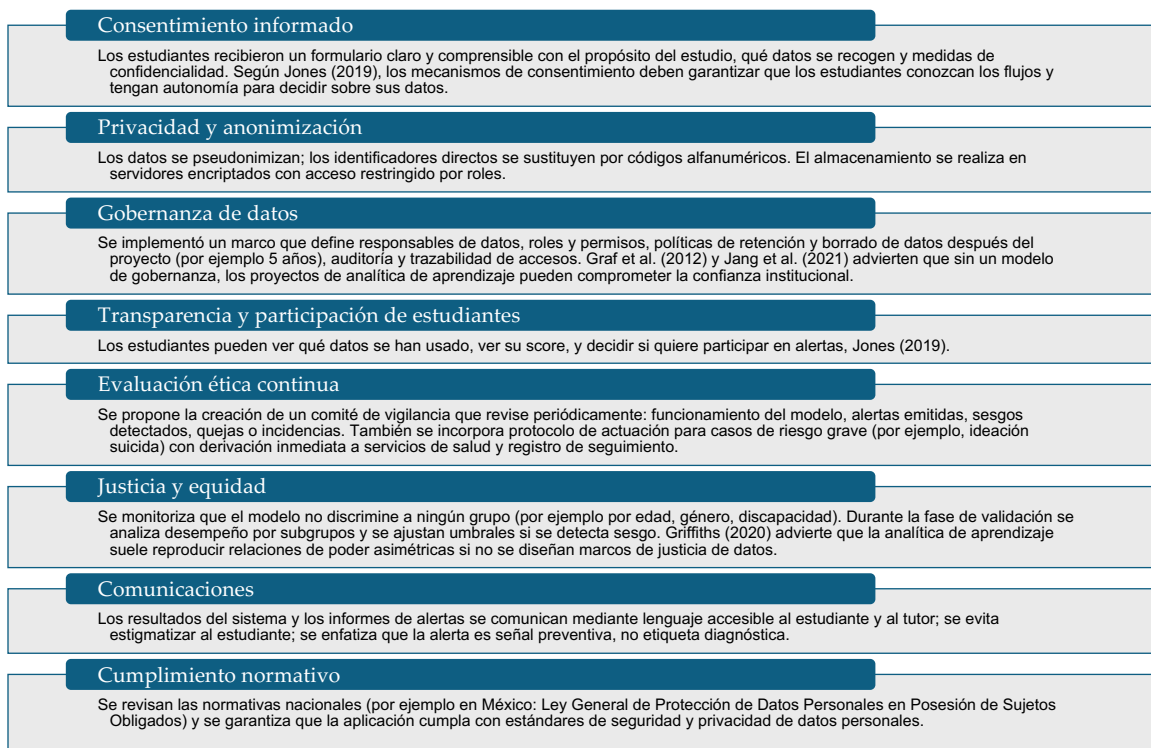 Consentimiento informado
Los estudiantes recibieron un formulario claro y comprensible con el propósito del estudio, qué datos se recogen y medidas de
confidencialidad. Según Jones (2019), los mecanismos de consentimiento deben garantizar que los estudiantes conozcan los flujos y
tengan autonomía para decidir sobre sus datos.
Privacidad y anonimización
Los datos se pseudonimizan; los identificadores directos se sustituyen por códigos alfanuméricos. El almacenamiento se realiza en
servidores encriptados con acceso restringido por roles.
Gobernanza de datos
Se implementó un marco que define responsables de datos, roles y permisos, políticas de retención y borrado de datos después del
proyecto (por ejemplo 5 años), auditoría y trazabilidad de accesos. Graf et al. (2012) y Jang et al. (2021) advierten que sin un modelo
de gobernanza, los proyectos de analítica de aprendizaje pueden comprometer la confianza institucional.
Transparencia y participación de estudiantes
Los estudiantes pueden ver qué datos se han usado, ver su score, y decidir si quiere participar en alertas, Jones (2019).
Evaluación ética continua
Se propone la creación de un comité de vigilancia que revise periódicamente: funcionamiento del modelo, alertas emitidas, sesgos
detectados, quejas o incidencias. También se incorpora protocolo de actuación para casos de riesgo grave (por ejemplo, ideación
suicida) con derivación inmediata a servicios de salud y registro de seguimiento.
Justicia y equidad
Se monitoriza que el modelo no discrimine a ningún grupo (por ejemplo por edad, género, discapacidad). Durante la fase de validación se
analiza desempeño por subgrupos y se ajustan umbrales si se detecta sesgo. Griffiths (2020) advierte que la analítica de aprendizaje
suele reproducir relaciones de poder asimétricas si no se diseñan marcos de justicia de datos.
Comunicaciones
Los resultados del sistema y los informes de alertas se comunican mediante lenguaje accesible al estudiante y al tutor; se evita
estigmatizar al estudiante; se enfatiza que la alerta es señal preventiva, no etiqueta diagnóstica.
Cumplimiento normativo
Se revisan las normativas nacionales (por ejemplo en México: Ley General de Protección de Datos Personales en Posesión de Sujetos
Obligados) y se garantiza que la aplicación cumpla con estándares de seguridad y privacidad de datos personales.